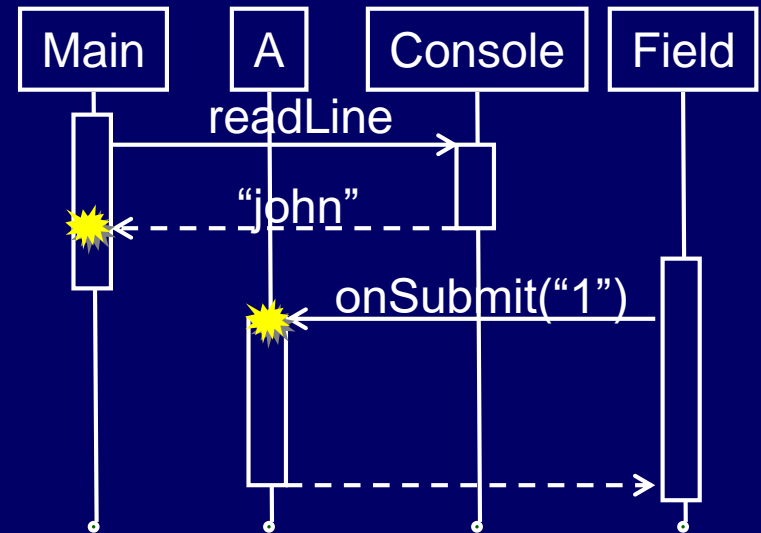 Main A Console Field
readLine
“john”
onSubmit(“1”)